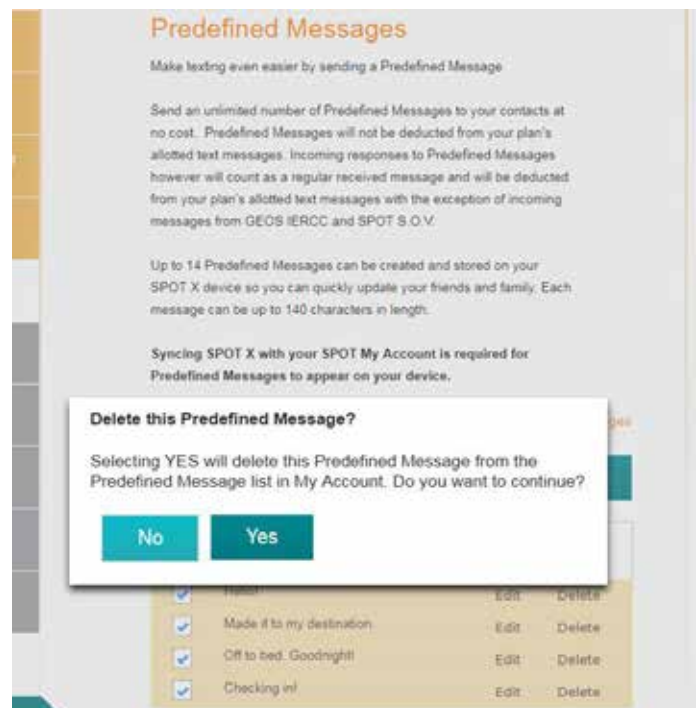 Predefined Messages
Make texting even easier by sending a Predefined Message
Send an unlimited number of Predefined Messages to your contacts at
no cost. Predefined Messages will not be deducted from your plan's
allotted text messages. Incoming responses to Predefined Messages
however will count as a regular received message and will be deducted
from your plan's allotted text messages with the exception of incoming
messages from GEOS IERCC and SPOT S.O.V.
Up to 14 Predefined Messages can be created and stored on your
SPOT X device so you can quickly update your friends and family. Each
message can be up to 140 characters in length.
Syncing SPOT X with your SPOT My Account is required for
Predefined Messages to appear on your device.
Delete this Predefined Message?
Selecting YES will delete this Predefined Message from the
Predefined Message list in My Account. Do you want to continue?
No Yes
Hello! Edit Delete
Made it to my destination. Edit Delete
Off to bed. Goodnight! Edit Delete
Checking in! Edit Delete